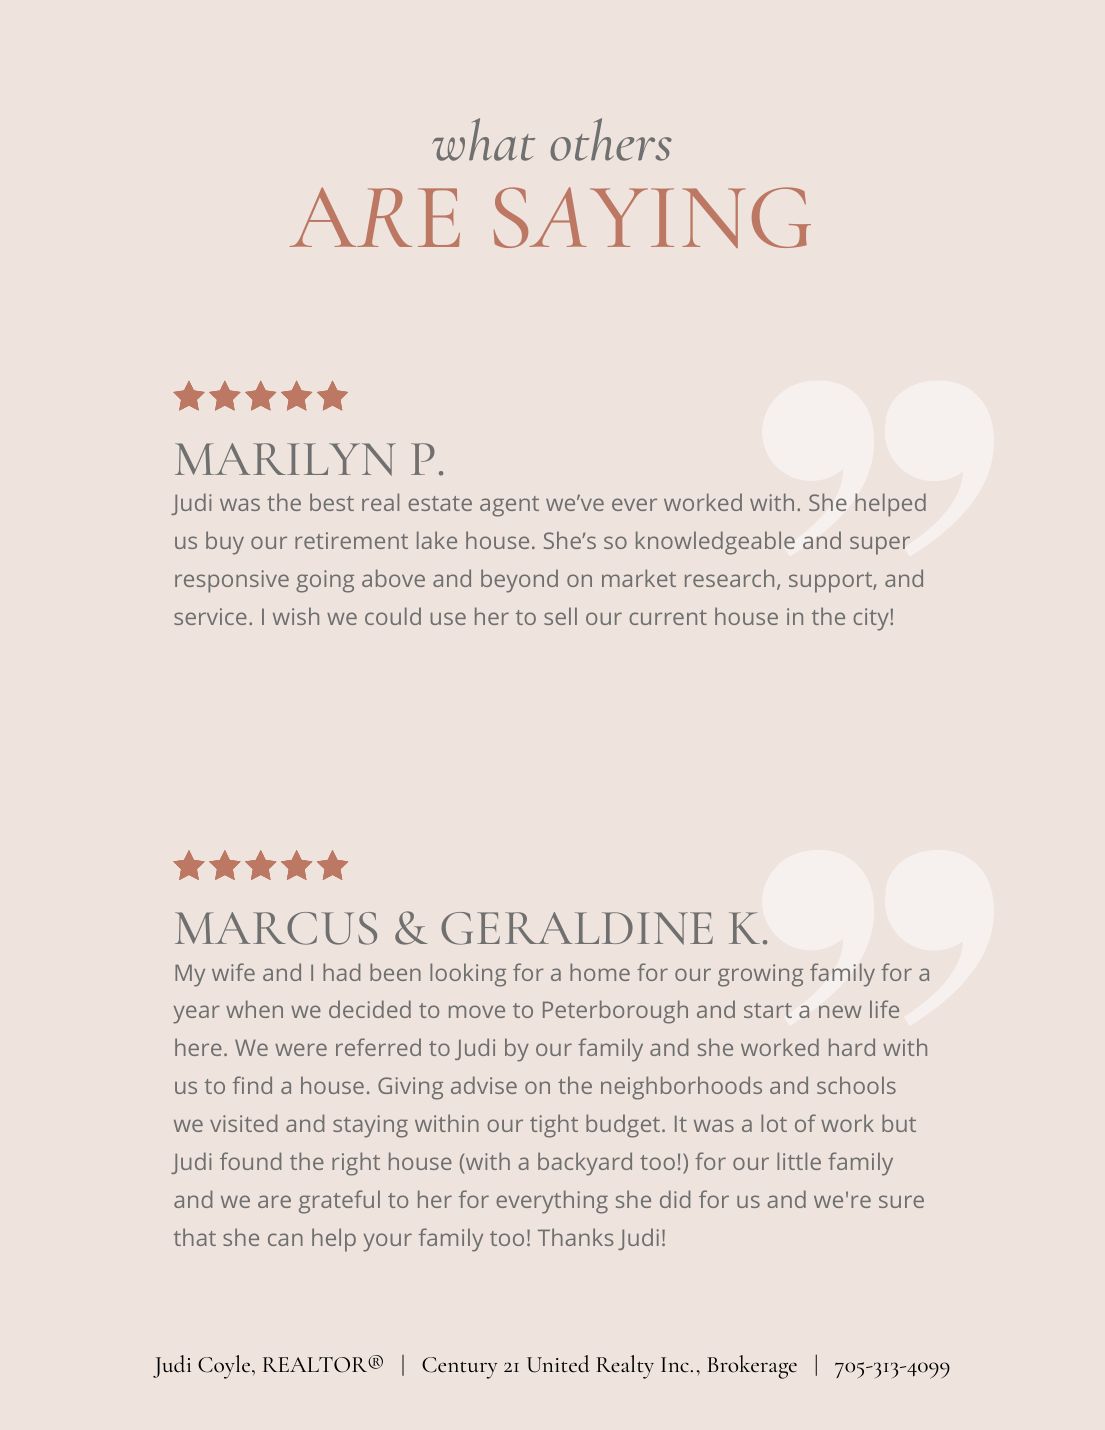 what others
ARE SAYING
MARILYN P.
Judi was the best real estate agent we’ve ever worked with. She helped
us buy our retirement lake house. She’s so knowledgeable and super
responsive going above and beyond on market research, support, and
service. I wish we could use her to sell our current house in the city!
MARCUS & GERALDINE K.
My wife and I had been looking for a home for our growing family for a
year when we decided to move to Peterborough and start a new life
here. We were referred to Judi by our family and she worked hard with
us to find a house. Giving advise on the neighborhoods and schools
we visited and staying within our tight budget. It was a lot of work but
Judi found the right house (with a backyard too!) for our little family
and we are grateful to her for everything she did for us and we're sure
that she can help your family too! Thanks Judi!
Judi Coyle, REALTOR® | Century 21 United Realty Inc., Brokerage | 705-313-4099